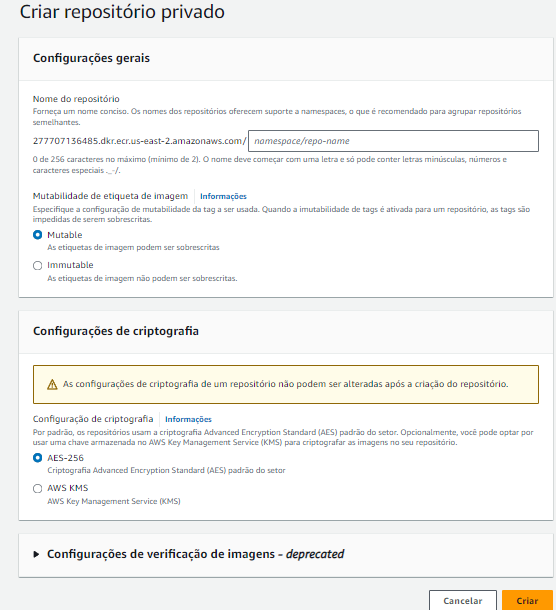 Criar repositório privado
Configurações gerais
Nome do repositório
Forneça um nome conciso. Os nomes dos repositórios oferecem suporte a namespaces, o que é recomendado para agrupar repositórios
semelhantes.
277707136485.dkr.ecr.us-east-2.amazonaws.com/ namespace/repo-name
0 de 256 caracteres no máximo (mínimo de 2). O nome deve começar com uma letra e só pode conter letras minúsculas, números e
caracteres especiais ._-/.
Mutabilidade de etiqueta de imagem Informações
Especifique a configuração de mutabilidade da tag a ser usada. Quando a imutabilidade de tags é ativada para um repositório, as tags são
impedidas de serem sobrescritas.
Mutable
As etiquetas de imagem podem ser sobrescritas
Immutable
As etiquetas de imagem não podem ser sobrescritas.
Configurações de criptografia
As configurações de criptografia de um repositório não podem ser alteradas após a criação do repositório.
Configuração de criptografia Informações
Por padrão, os repositórios usam a criptografia Advanced Encryption Standard (AES) padrão do setor. Opcionalmente, você pode optar por
usar uma chave armazenada no AWS Key Management Service (KMS) para criptografar as imagens no seu repositório.
AES-256
Criptografia Advanced Encryption Standard (AES) padrão do setor
AWS KMS
AWS Key Management Service (KMS)
Configurações de verificação de imagens - deprecated
Cancelar Criar